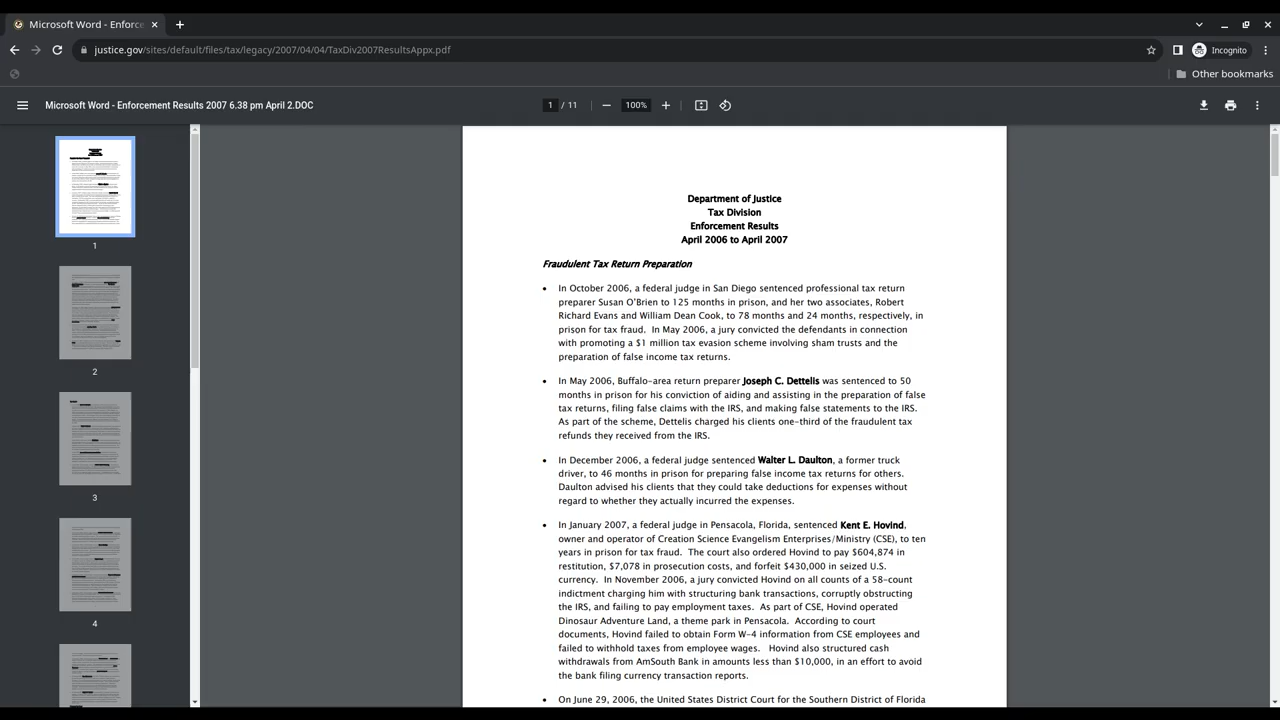 Microsoft Word - Enforce
justice.gov/sites/default/files/tax/legacy/2007/04/04/TaxDiv2007ResultsAppx.pdf
Incognito
Other bookmarks
Microsoft Word - Enforcement Results 2007 6.38 pm April 2.DOC
1 / 11
100%
1
2
3
4
Department of Justice
Tax Division
Enforcement Results
April 2006 to April 2007
Fraudulent Tax Return Preparation
• In October 2006, a federal judge in San Diego sentenced professional tax return
preparer Susan O'Brien to 125 months in prison, and her two associates, Robert
Richard Evans and William Dean Cook, to 78 months and 24 months, respectively, in
prison for tax fraud.  In May 2006, a jury convicted the defendants in connection
with promoting a $1 million tax evasion scheme involving sham trusts and the
preparation of false income tax returns.
• In May 2006, Buffalo-area return preparer Joseph C. Dettelis was sentenced to 50
months in prison for his conviction of aiding and assisting in the preparation of false
tax returns, filing false claims with the IRS, and making false statements to the IRS.
As part of the scheme, Dettelis charged his clients one-third of the fraudulent tax
refunds they received from the IRS.
• In December 2006, a federal judge sentenced Walter L. Daulton, a former truck
driver, to 46 months in prison for preparing false income tax returns for others.
Daulton advised his clients that they could take deductions for expenses without
regard to whether they actually incurred the expenses.
• In January 2007, a federal judge in Pensacola, Florida, sentenced Kent E. Hovind,
owner and operator of Creation Science Evangelism Enterprises/Ministry (CSE), to ten
years in prison for tax fraud.  The court also ordered Hovind to pay $604,874 in
restitution, $7,078 in prosecution costs, and forfeit $430,000 in seized U.S.
currency.  In November 2006, a jury convicted Hovind on all counts of a 58-count
indictment charging him with structuring bank transactions, corruptly obstructing
the IRS, and failing to pay employment taxes.  As part of CSE, Hovind operated
Dinosaur Adventure Land, a theme park in Pensacola.  According to court
documents, Hovind failed to obtain Form W-4 information from CSE employees and
failed to withhold taxes from employee wages.   Hovind also structured cash
withdrawals from AmSouth Bank in amounts less than $10,000, in an effort to avoid
the bank filing currency transaction reports.
• On June 29, 2006, the United States District Court for the Southern District of Florida